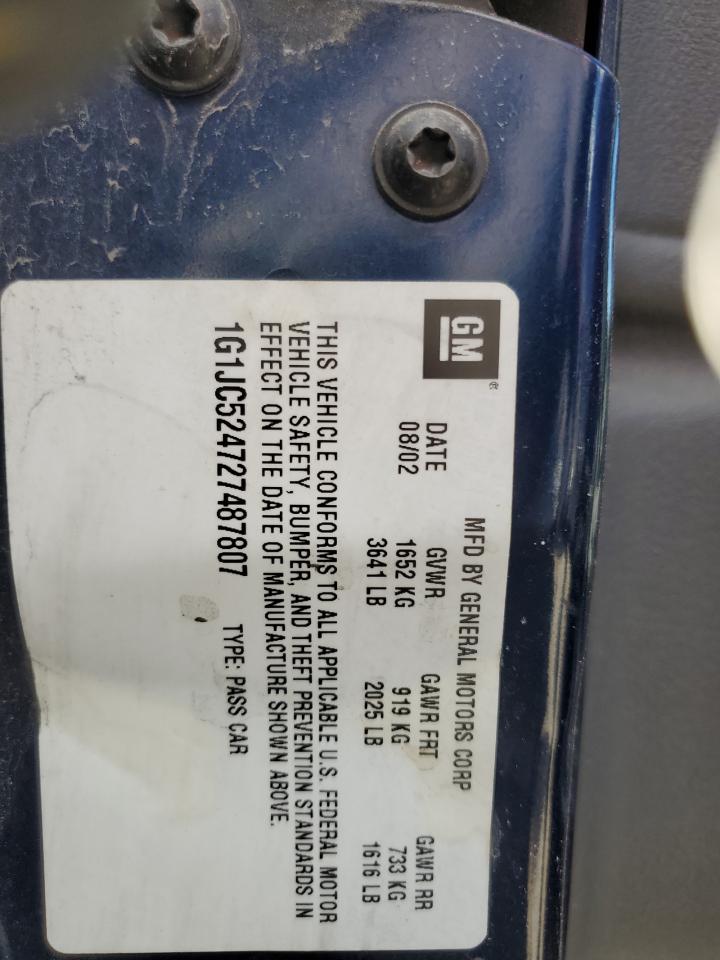 GM
MFD BY GENERAL MOTORS CORP
DATE GVWR GAWR FRT GAWR RR
08/02 1652 KG 919 KG 733 KG
3641 LB 2025 LB 1616 LB
THIS VEHICLE CONFORMS TO ALL APPLICABLE U.S. FEDERAL MOTOR
VEHICLE SAFETY, BUMPER, AND THEFT PREVENTION STANDARDS IN
EFFECT ON THE DATE OF MANUFACTURE SHOWN ABOVE.
1G1JC524727487807 TYPE: PASS CAR